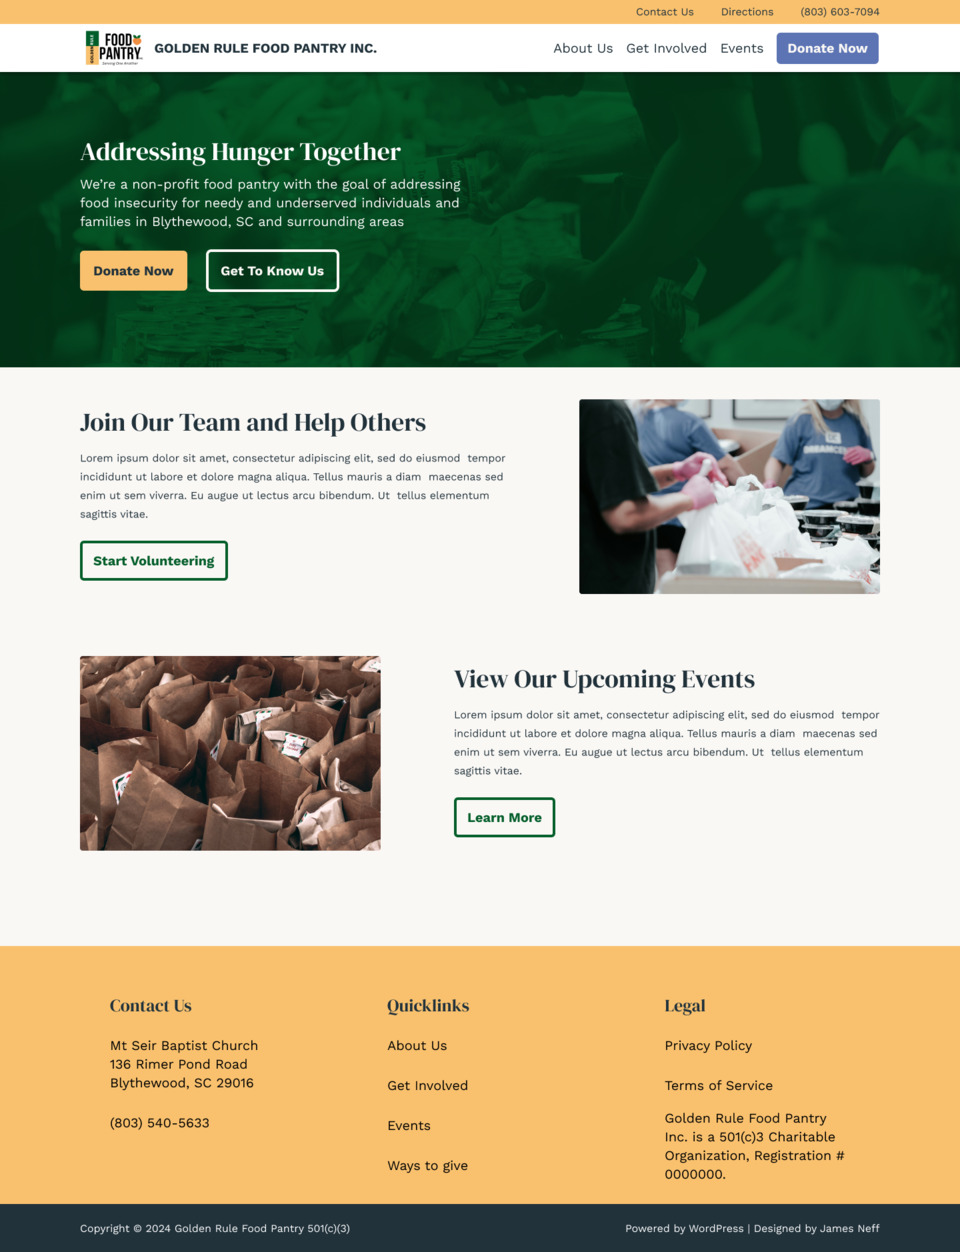 Contact Us Directions (803) 603-7094
GOLDEN RULE
FOOD
PANTRY
Serving One Another
GOLDEN RULE FOOD PANTRY INC.
About Us Get Involved Events Donate Now
Addressing Hunger Together
We’re a non-profit food pantry with the goal of addressing
food insecurity for needy and underserved individuals and
families in Blythewood, SC and surrounding areas
Donate Now Get To Know Us
Join Our Team and Help Others
Lorem ipsum dolor sit amet, consectetur adipiscing elit, sed do eiusmod tempor
incididunt ut labore et dolore magna aliqua. Tellus mauris a diam maecenas sed
enim ut sem viverra. Eu augue ut lectus arcu bibendum. Ut tellus elementum
sagittis vitae.
Start Volunteering
View Our Upcoming Events
Lorem ipsum dolor sit amet, consectetur adipiscing elit, sed do eiusmod tempor
incididunt ut labore et dolore magna aliqua. Tellus mauris a diam maecenas sed
enim ut sem viverra. Eu augue ut lectus arcu bibendum. Ut tellus elementum
sagittis vitae.
Learn More
Contact Us
Mt Seir Baptist Church
136 Rimer Pond Road
Blythewood, SC 29016
(803) 540-5633
Quicklinks
About Us
Get Involved
Events
Ways to give
Legal
Privacy Policy
Terms of Service
Golden Rule Food Pantry
Inc. is a 501(c)3 Charitable
Organization, Registration #
0000000.
Copyright © 2024 Golden Rule Food Pantry 501(c)(3)
Powered by WordPress | Designed by James Neff